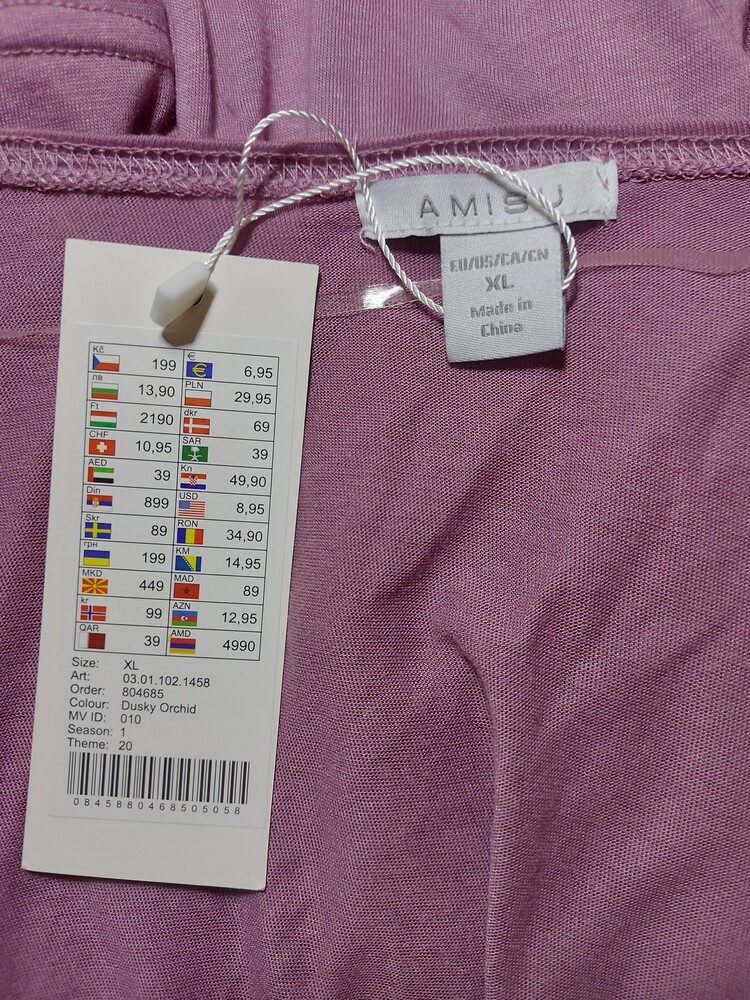 AMISU
EU/US/CA/CN
XL
Made in
China
Kč 199 € 6,95
лв 13,90 PLN 29,95
Ft 2190 dkr 69
CHF 10,95 SAR 39
AED 39 Kn 49,90
Din 899 USD 8,95
Skr 89 RON 34,90
грн 199 KM 14,95
MKD 449 MAD 89
kr 99 AZN 12,95
QAR 39 AMD 4990
Size: XL
Art: 03.01.102.1458
Order: 804685
Colour: Dusky Orchid
MV ID: 010
Season: 1
Theme: 20
0845880468505058